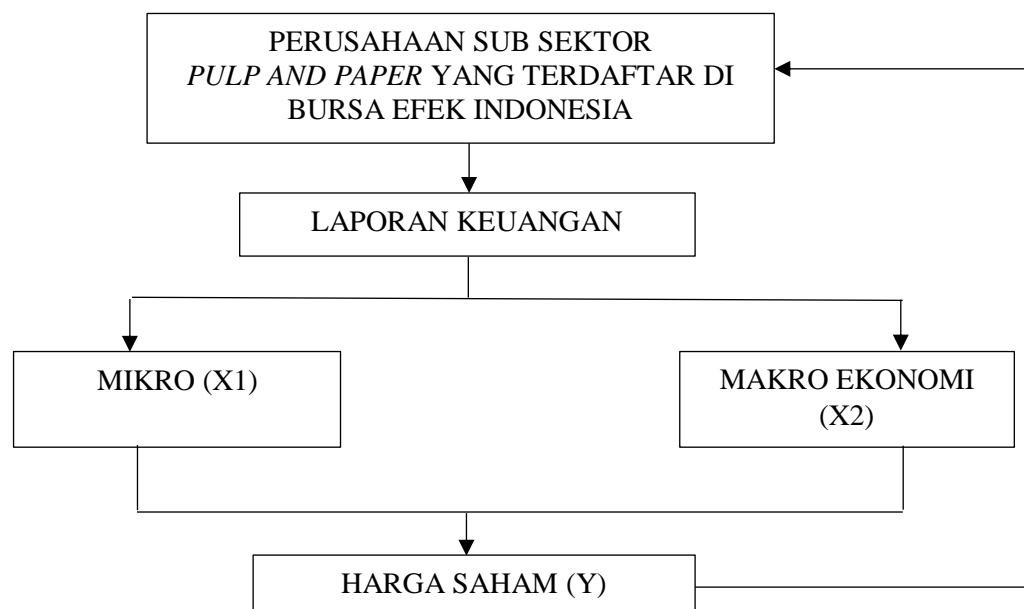 PERUSAHAAN SUB SEKTOR
PULP AND PAPER YANG TERDAFTAR DI
BURSA EFEK INDONESIA
LAPORAN KEUANGAN
MIKRO (X1)
MAKRO EKONOMI
(X2)
HARGA SAHAM (Y)